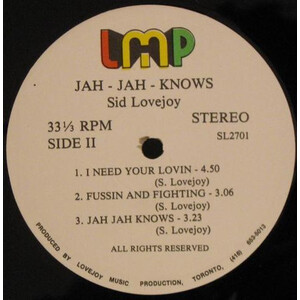 LMP
JAH - JAH - KNOWS
Sid Lovejoy
33⅓ RPM
STEREO
SIDE II
SL2701
1. I NEED YOUR LOVIN - 4.50
(S. Lovejoy)
2. FUSSIN AND FIGHTING - 3.06
(S. Lovejoy)
3. JAH JAH KNOWS - 3.23
(S. Lovejoy)
ALL RIGHTS RESERVED
PRODUCED BY LOVEJOY MUSIC PRODUCTION, TORONTO, (416) 653-5013